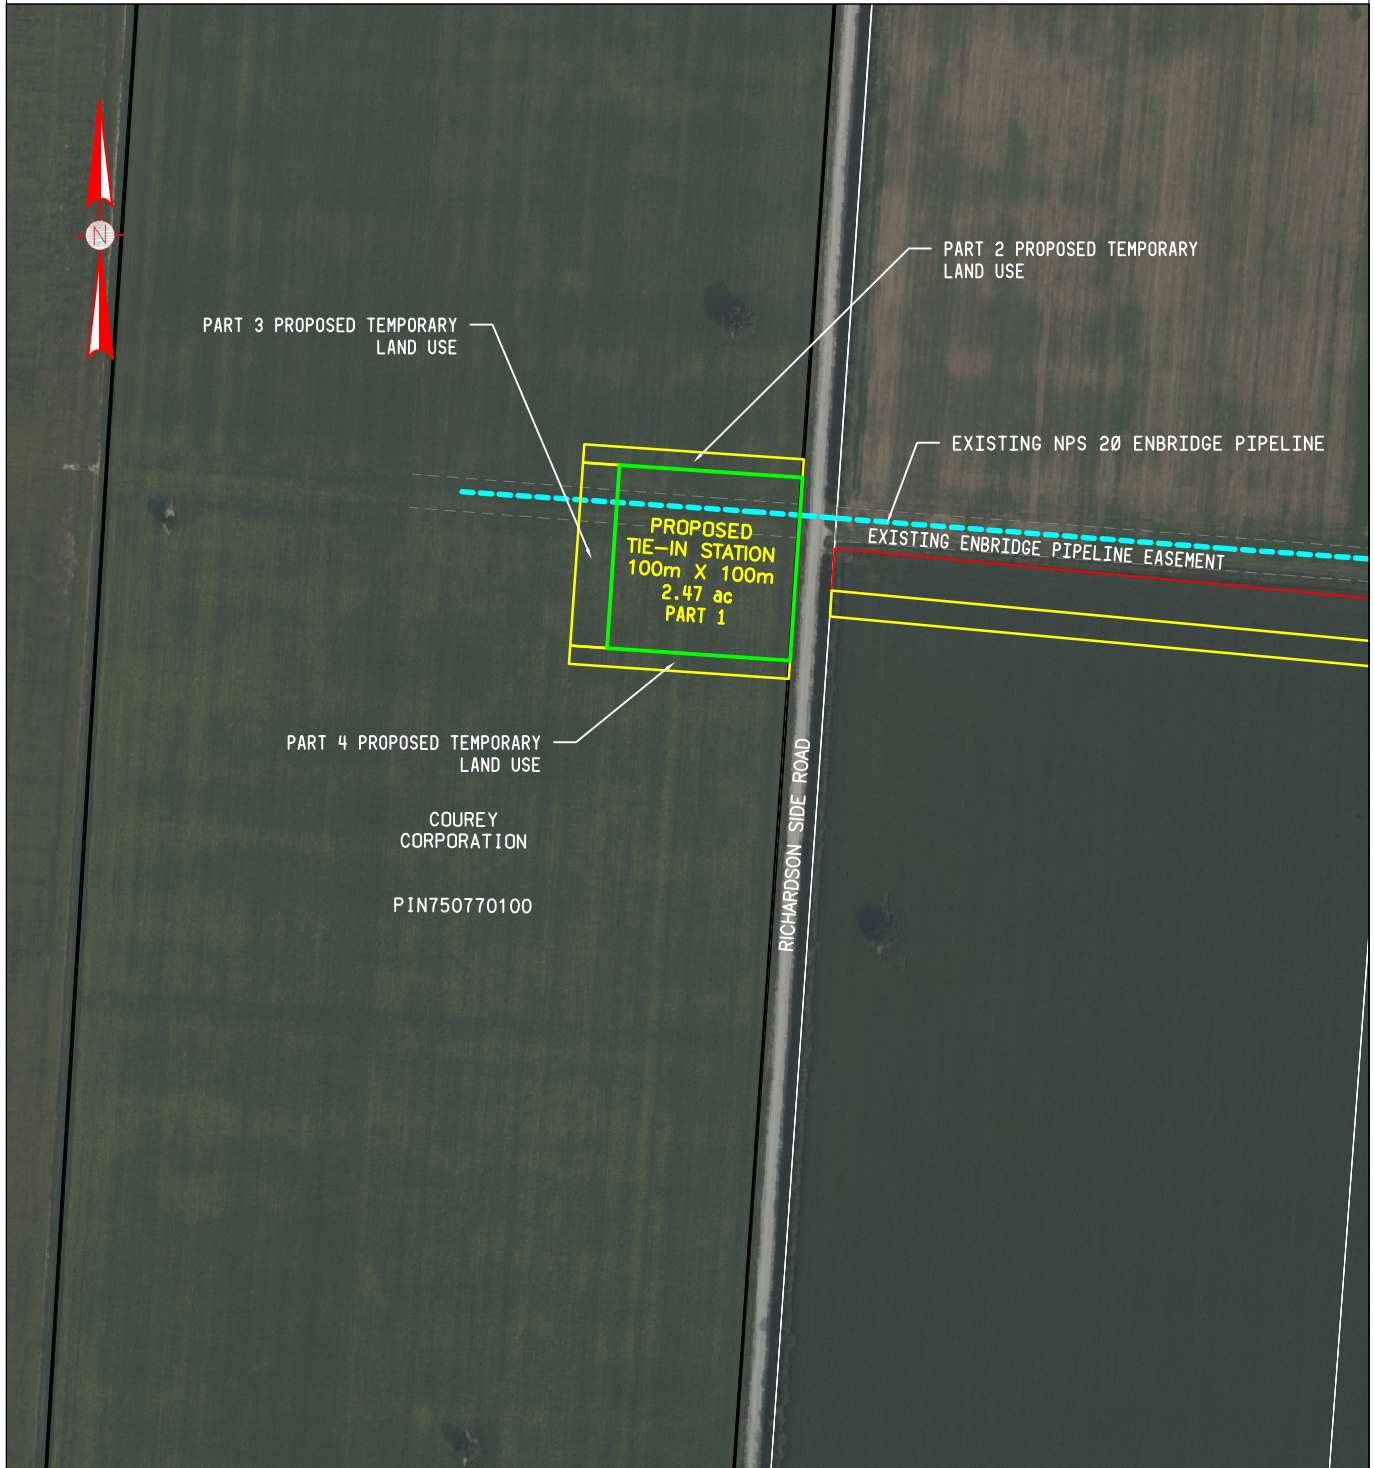 N
PART 2 PROPOSED TEMPORARY
LAND USE
PART 3 PROPOSED TEMPORARY
LAND USE
EXISTING NPS 20 ENBRIDGE PIPELINE
EXISTING ENBRIDGE PIPELINE EASEMENT
PROPOSED
TIE-IN STATION
100m X 100m
2.47 ac
PART 1
PART 4 PROPOSED TEMPORARY
LAND USE
RICHARDSON SIDE ROAD
COUREY
CORPORATION
PIN750770100